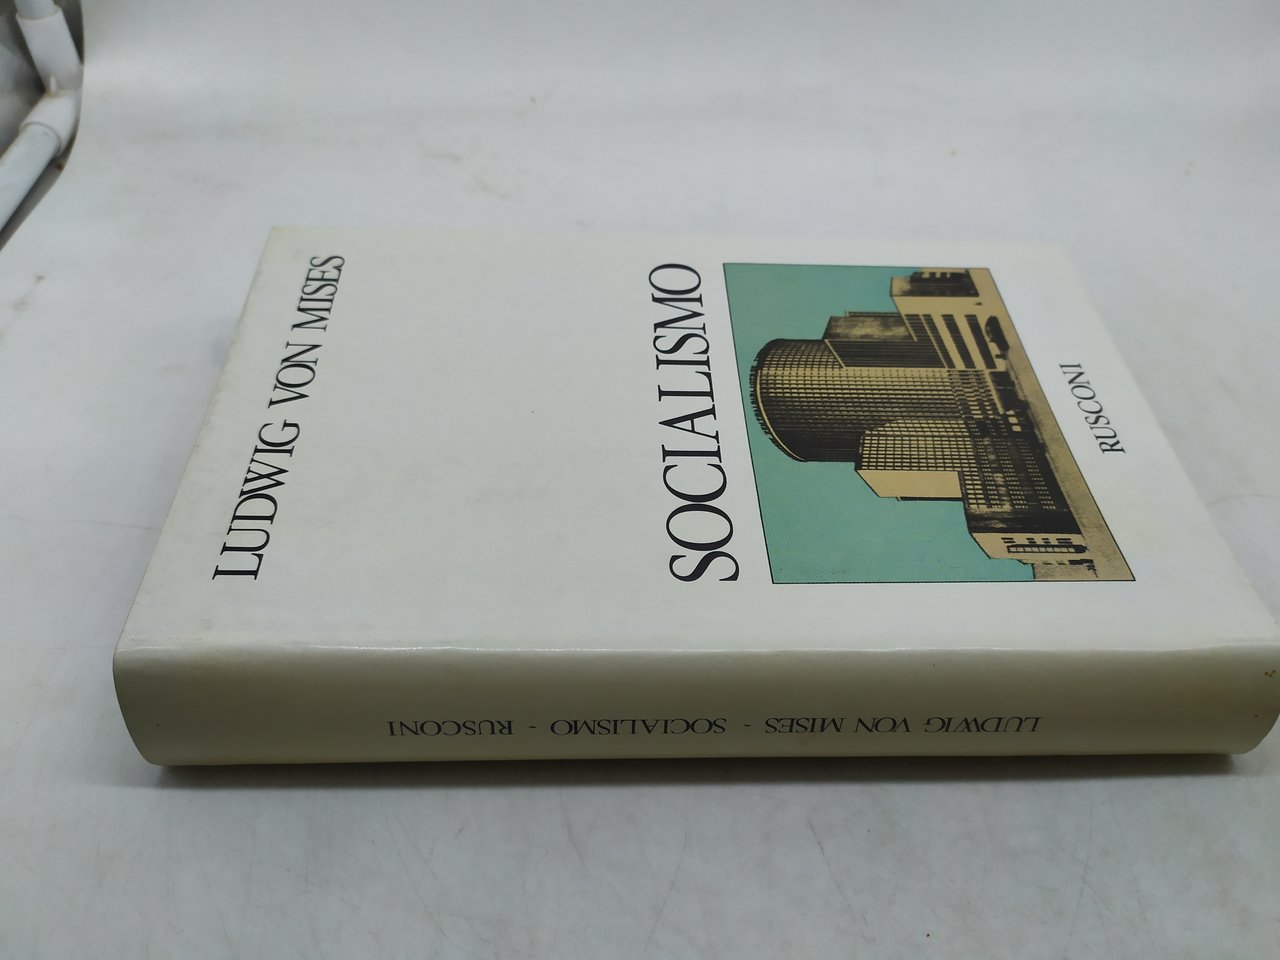 LUDWIG VON MISES
SOCIALISMO
RUSCONI
LUDWIG VON MISES - SOCIALISMO - RUSCONI